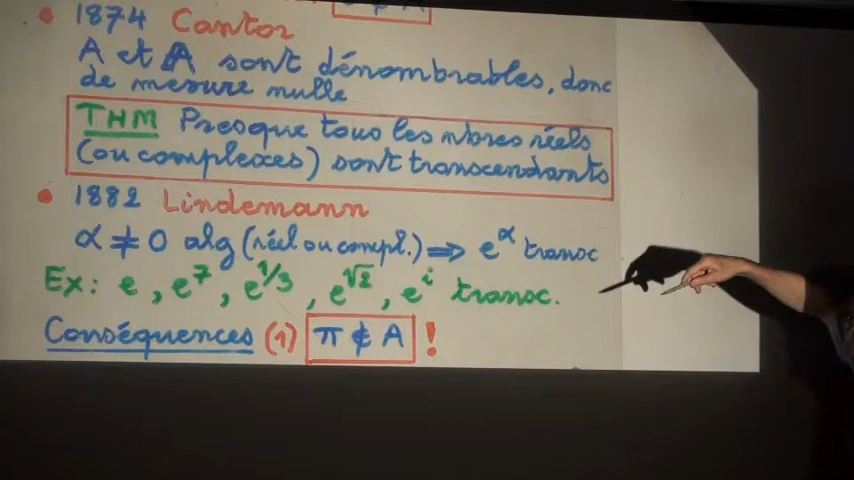 • 1874 Cantor
A et 𝔸 sont dénombrables, donc
de mesure nulle
THM Presque tous les nbres réels
(ou complexes) sont transcendants
• 1882 Lindemann
α ≠ 0 alg (réel ou compl.) ⇒ e^α transc
Ex: e, e^7, e^1/3, e^√2, e^i transc.
Conséquences (1) π ∉ A !